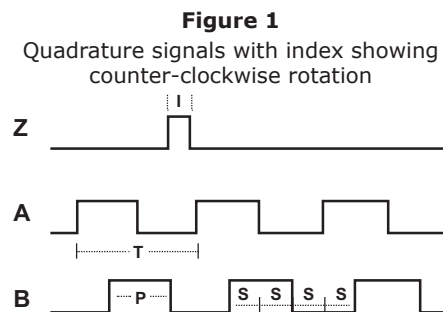 Figure 1
Quadrature signals with index showing
counter-clockwise rotation
I
Z
A
T
P
S S S S
B